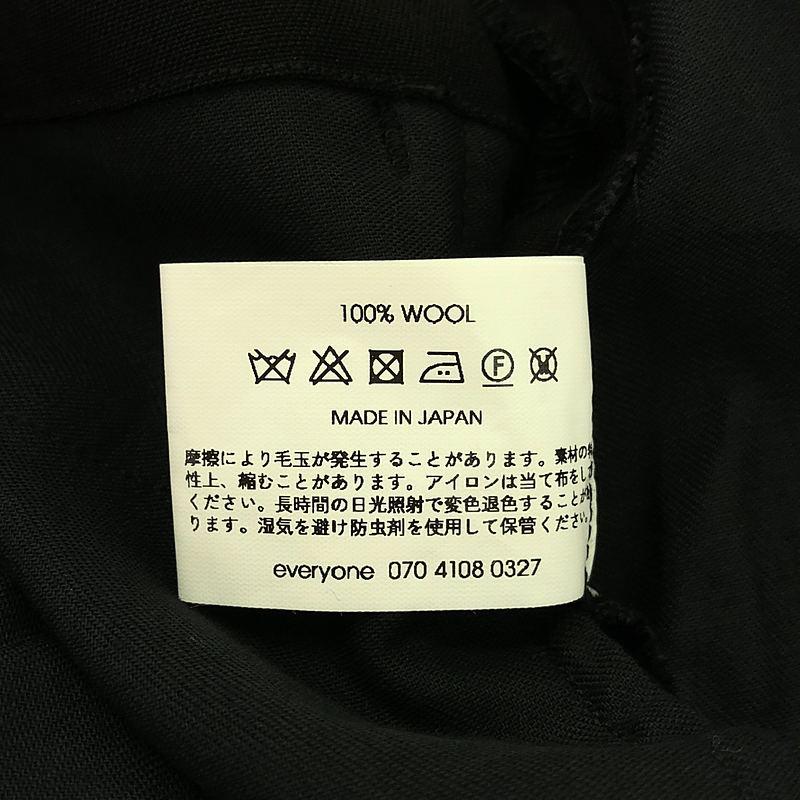 100% WOOL
F W
MADE IN JAPAN
摩擦により毛玉が発生することがあります。素材の特
性上、縮むことがあります。アイロンは当て布をし
ください。長時間の日光照射で変色退色することが
ります。湿気を避け防虫剤を使用して保管ください。
everyone 070 4108 0327